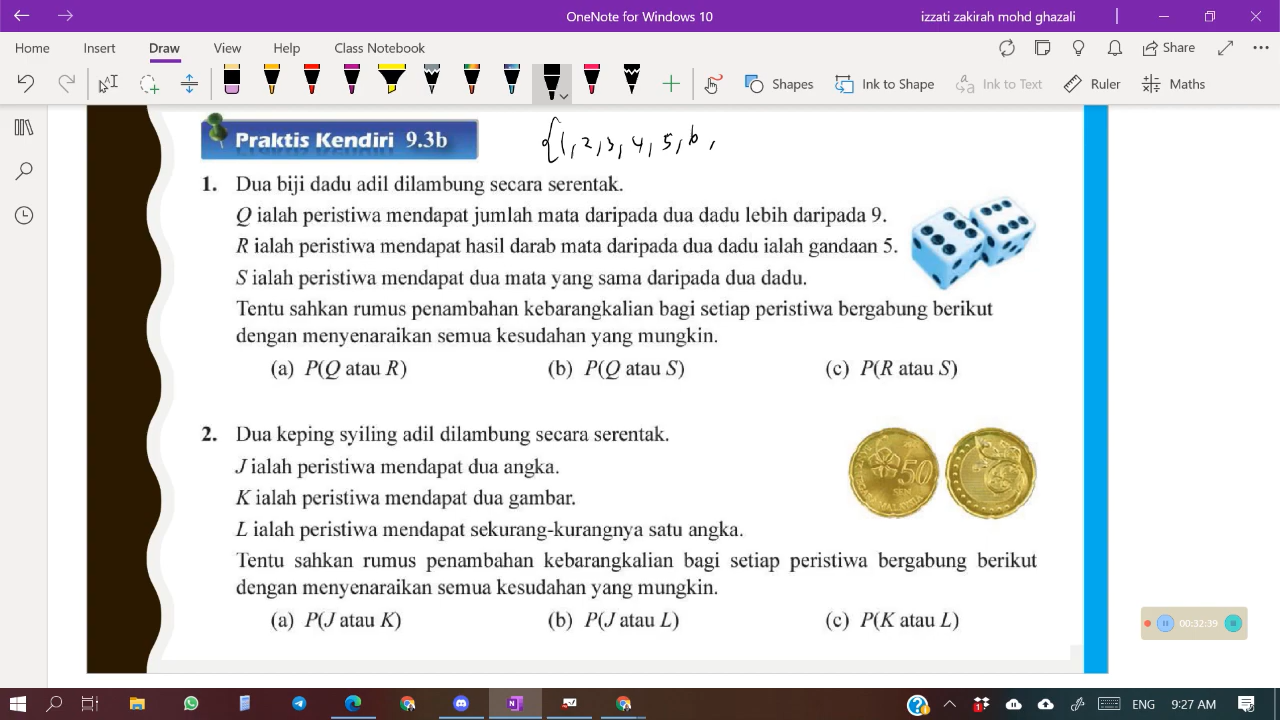 OneNote for Windows 10
izzati zakirah mohd ghazali
Home Insert Draw View Help Class Notebook
Share
Shapes Ink to Shape Ink to Text Ruler Maths
Praktis Kendiri 9.3b
{1, 2, 3, 4, 5, 6,
1. Dua biji dadu adil dilambung secara serentak.
Q ialah peristiwa mendapat jumlah mata daripada dua dadu lebih daripada 9.
R ialah peristiwa mendapat hasil darab mata daripada dua dadu ialah gandaan 5.
S ialah peristiwa mendapat dua mata yang sama daripada dua dadu.
Tentu sahkan rumus penambahan kebarangkalian bagi setiap peristiwa bergabung berikut
dengan menyenaraikan semua kesudahan yang mungkin.
(a) P(Q atau R) (b) P(Q atau S) (c) P(R atau S)
2. Dua keping syiling adil dilambung secara serentak.
J ialah peristiwa mendapat dua angka.
K ialah peristiwa mendapat dua gambar.
L ialah peristiwa mendapat sekurang-kurangnya satu angka.
Tentu sahkan rumus penambahan kebarangkalian bagi setiap peristiwa bergabung berikut
dengan menyenaraikan semua kesudahan yang mungkin.
(a) P(J atau K) (b) P(J atau L) (c) P(K atau L)
50
SEN
00:32:39
ENG 9:27 AM